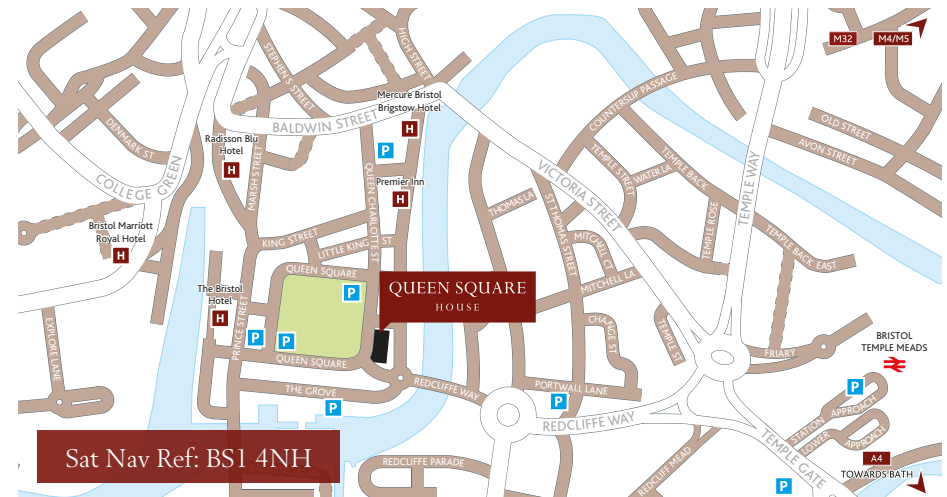 M32
M4/M5
STEPHEN'S STREET
HIGH STREET
Mercure Bristol
Brigstow Hotel
H
COUNTERSLIP PASSAGE
DENMARK ST
BALDWIN STREET
OLD STREET
AVON STREET
Radisson Blu
Hotel
H
P
COLLEGE GREEN
MARSH STREET
QUEEN CHARLOTTE ST
Premier Inn
H
VICTORIA STREET
TEMPLE STREET
WATER LA
TEMPLE BACK
TEMPLE WAY
THOMAS LA
ST THOMAS STREET
TEMPLE ROSE
Bristol Marriott
Royal Hotel
H
KING STREET
LITTLE KING ST
MITCHELL CT
MITCHELL LA
TEMPLE BACK EAST
QUEEN SQUARE
P
QUEEN SQUARE
HOUSE
The Bristol
Hotel
H
PRINCE STREET
P
P
EXPLORE LANE
CHANGE ST
TEMPLE ST
FRIARY
BRISTOL
TEMPLE MEADS
QUEEN SQUARE
THE GROVE
P
REDCLIFFE WAY
PORTWALL LANE
P
REDCLIFFE WAY
P
STATION APPROACH
LOWER APPROACH
Sat Nav Ref: BS1 4NH
REDCLIFFE PARADE
REDCLIFF MEAD
TEMPLE GATE
A4
TOWARDS BATH
P